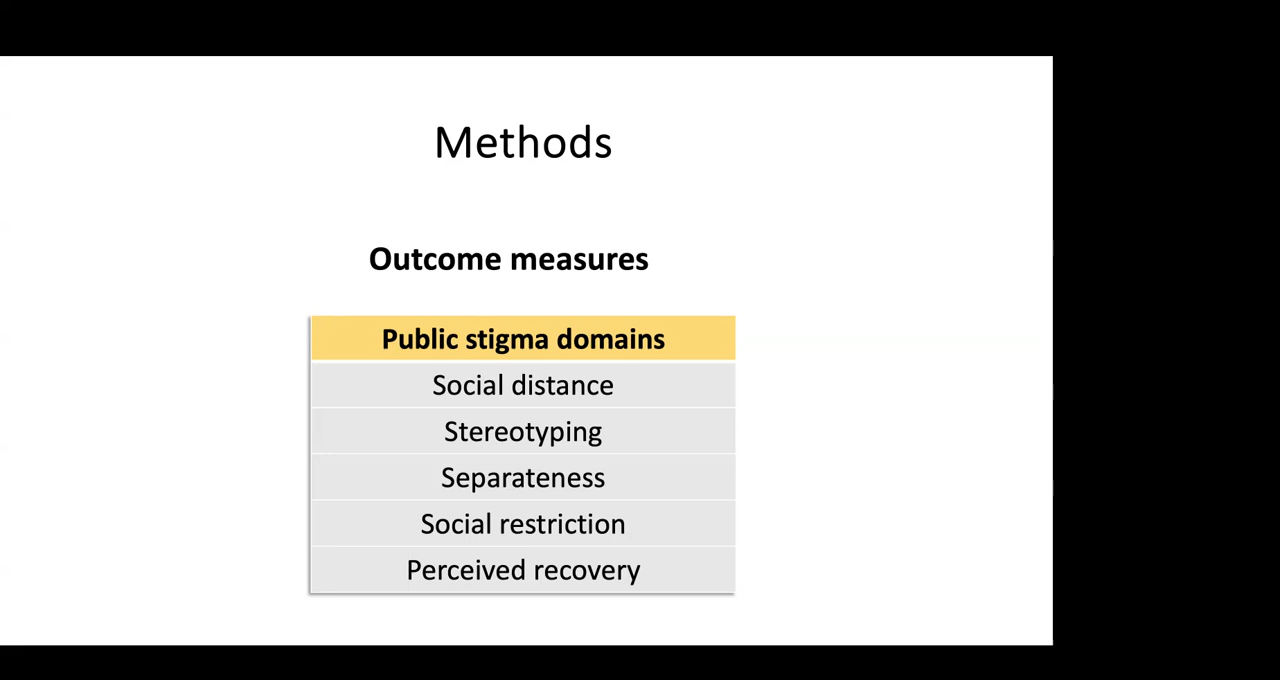 Methods
Outcome measures
Public stigma domains
Social distance
Stereotyping
Separateness
Social restriction
Perceived recovery